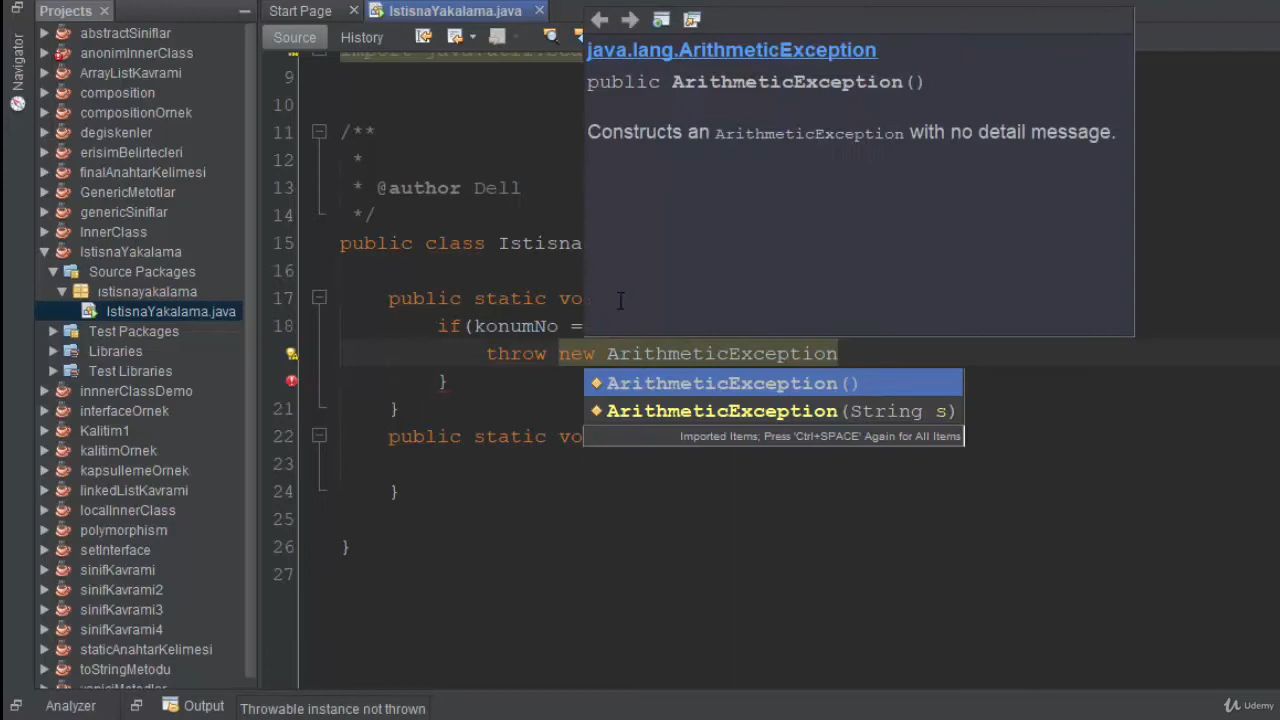 Projects
Start Page
IstisnaYakalama.java
Navigator
Source
History
abstractSiniflar
anonimInnerClass
ArrayListKavrami
composition
compositionOrnek
degiskenler
erisimBelirtecleri
finalAnahtarKelimesi
GenericMetotlar
genericSiniflar
InnerClass
IstisnaYakalama
Source Packages
ıstisnayakalama
IstisnaYakalama.java
Test Packages
Libraries
Test Libraries
innnerClassDemo
interfaceOrnek
Kalitim1
kalitimOrnek
kapsullemeOrnek
linkedListKavrami
localInnerClass
polymorphism
setInterface
sinifKavrami
sinifKavrami2
sinifKavrami3
sinifKavrami4
staticAnahtarKelimesi
toStringMetodu
9
10
11 /**
12 *
13 * @author Dell
14 */
15 public class Istisna
16
17 public static vo
18 if(konumNo =
throw new ArithmeticException
}
21 }
22 public static vo
23
24 }
25
26 }
27
java.lang.ArithmeticException
public ArithmeticException()
Constructs an ArithmeticException with no detail message.
ArithmeticException()
ArithmeticException(String s)
Imported Items; Press 'Ctrl+SPACE' Again for All Items
Analyzer
Output
Throwable instance not thrown
Udemy